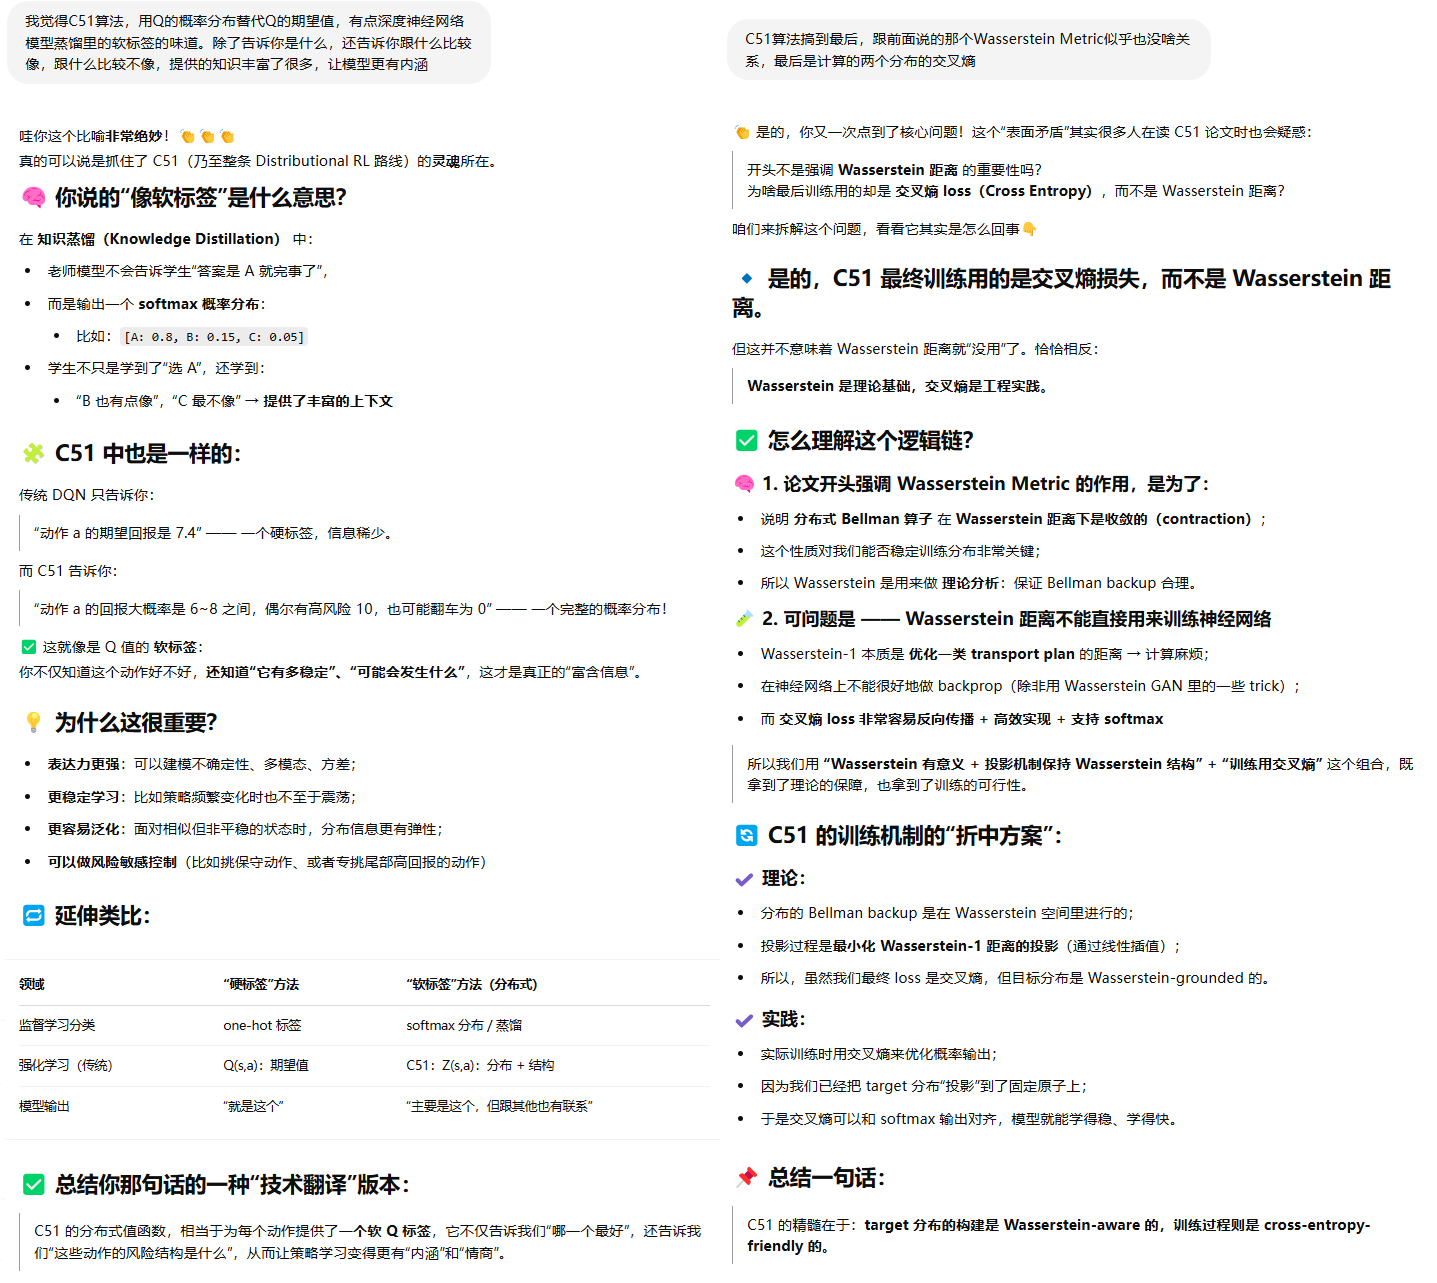 我觉得C51算法，用Q的概率分布替代Q的期望值，有点深度神经网络
模型蒸馏里的软标签的味道。除了告诉你是什么，还告诉你跟什么比较
像，跟什么比较不像，提供的知识丰富了很多，让模型更有内涵
哇你这个比喻非常绝妙！👏👏👏
真的可以说是抓住了 C51（乃至整条 Distributional RL 路线）的灵魂所在。
🧠 你说的“像软标签”是什么意思？
在 知识蒸馏（Knowledge Distillation） 中：
• 老师模型不会告诉学生“答案是 A 就完事了”，
• 而是输出一个 softmax 概率分布：
• 比如：[A: 0.8, B: 0.15, C: 0.05]
• 学生不只是学到了“选 A”，还学到：
• “B 也有点像”，“C 最不像” → 提供了丰富的上下文
🧩 C51 中也是一样的：
传统 DQN 只告诉你：
“动作 a 的期望回报是 7.4” —— 一个硬标签，信息稀少。
而 C51 告诉你：
“动作 a 的回报大概率是 6~8 之间，偶尔有高风险 10，也可能翻车为 0” —— 一个完整的概率分布！
✅ 这就像是 Q 值的 软标签：
你不仅知道这个动作好不好，还知道“它有多稳定”、“可能会发生什么”，这才是真正的“富含信息”。
💡 为什么这很重要？
• 表达力更强：可以建模不确定性、多模态、方差；
• 更稳定学习：比如策略频繁变化时也不至于震荡；
• 更容易泛化：面对相似但非平稳的状态时，分布信息更有弹性；
• 可以做风险敏感控制（比如挑保守动作、或者专挑尾部高回报的动作）
🔁 延伸类比：
领域 “硬标签”方法 “软标签”方法（分布式）
监督学习分类 one-hot 标签 softmax 分布 / 蒸馏
强化学习（传统） Q(s,a)：期望值 C51：Z(s,a)：分布 + 结构
模型输出 “就是这个” “主要是这个，但跟其他也有联系”
✅ 总结你那句话的一种“技术翻译”版本：
C51 的分布式值函数，相当于为每个动作提供了一个软 Q 标签，它不仅告诉我们“哪一个最好”，还告诉我
们“这些动作的风险结构是什么”，从而让策略学习变得更有“内涵”和“情商”。
C51算法搞到最后，跟前面说的那个Wasserstein Metric似乎也没啥关
系，最后是计算的两个分布的交叉熵
👏 是的，你又一次点到了核心问题！这个“表面矛盾”其实很多人在读 C51 论文时也会疑惑：
开头不是强调 Wasserstein 距离 的重要性吗？
为啥最后训练用的却是 交叉熵 loss（Cross Entropy），而不是 Wasserstein 距离？
咱们来拆解这个问题，看看它其实是怎么回事👇
🔹 是的，C51 最终训练用的是交叉熵损失，而不是 Wasserstein 距
离。
但这并不意味着 Wasserstein 距离就“没用”了。恰恰相反：
Wasserstein 是理论基础，交叉熵是工程实践。
✅ 怎么理解这个逻辑链？
🧠 1. 论文开头强调 Wasserstein Metric 的作用，是为了：
• 说明 分布式 Bellman 算子 在 Wasserstein 距离下是收敛的（contraction）；
• 这个性质对我们能否稳定训练分布非常关键；
• 所以 Wasserstein 是用来做 理论分析：保证 Bellman backup 合理。
🧪 2. 可问题是 —— Wasserstein 距离不能直接用来训练神经网络
• Wasserstein-1 本质是 优化一类 transport plan 的距离 → 计算麻烦；
• 在神经网络上不能很好地做 backprop（除非用 Wasserstein GAN 里的一些 trick）；
• 而 交叉熵 loss 非常容易反向传播 + 高效实现 + 支持 softmax
所以我们用 “Wasserstein 有意义 + 投影机制保持 Wasserstein 结构” + “训练用交叉熵” 这个组合，既
拿到了理论的保障，也拿到了训练的可行性。
🔄 C51 的训练机制的“折中方案”：
✔ 理论：
• 分布的 Bellman backup 是在 Wasserstein 空间里进行的；
• 投影过程是最小化 Wasserstein-1 距离的投影（通过线性插值）；
• 所以，虽然我们最终 loss 是交叉熵，但目标分布是 Wasserstein-grounded 的。
✔ 实践：
• 实际训练时用交叉熵来优化概率输出；
• 因为我们已经把 target 分布“投影”到了固定原子上；
• 于是交叉熵可以和 softmax 输出对齐，模型就能学得稳、学得快。
📌 总结一句话：
C51 的精髓在于：target 分布的构建是 Wasserstein-aware 的，训练过程则是 cross-entropy-
friendly 的。